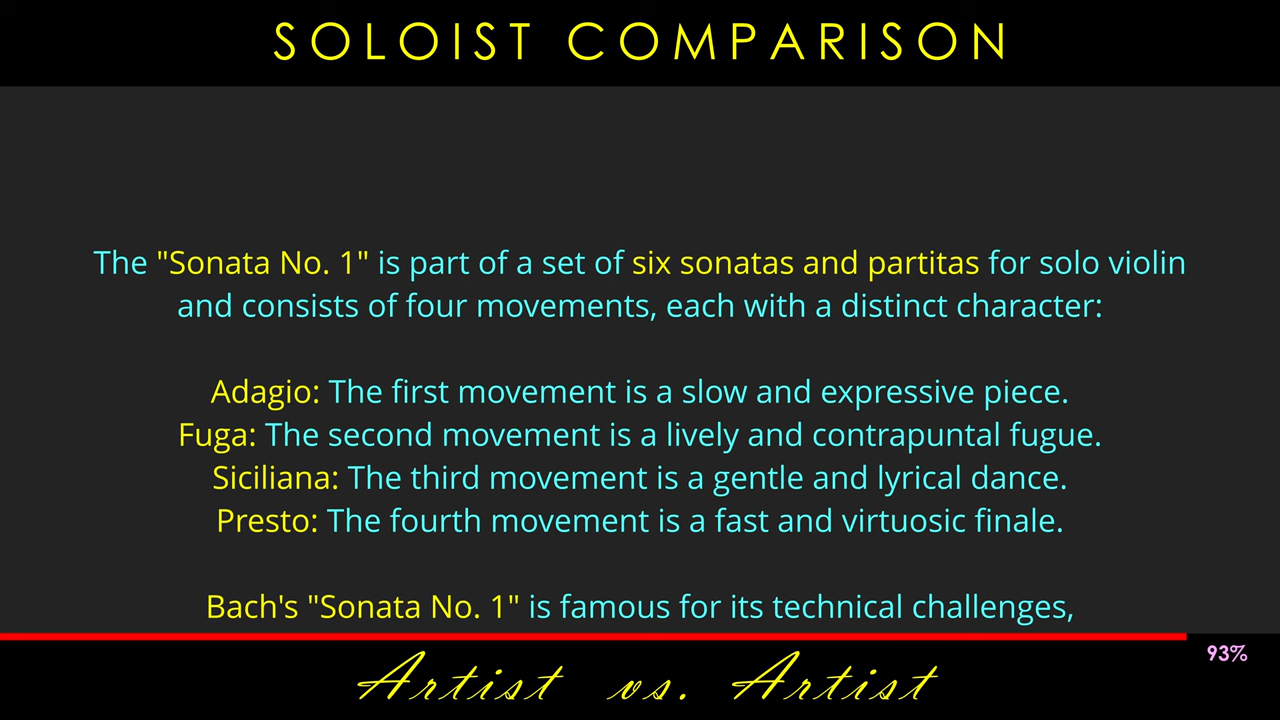 SOLOIST COMPARISON
The "Sonata No. 1" is part of a set of six sonatas and partitas for solo violin
and consists of four movements, each with a distinct character:
Adagio: The first movement is a slow and expressive piece.
Fuga: The second movement is a lively and contrapuntal fugue.
Siciliana: The third movement is a gentle and lyrical dance.
Presto: The fourth movement is a fast and virtuosic finale.
Bach's "Sonata No. 1" is famous for its technical challenges,
93%
Artist vs. Artist